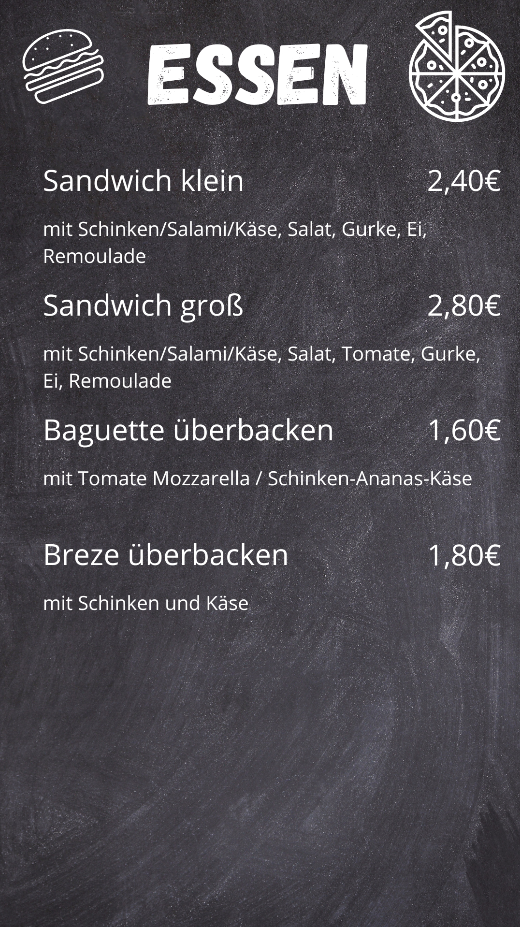 ESSEN
Sandwich klein 2,40€
mit Schinken/Salami/Käse, Salat, Gurke, Ei,
Remoulade
Sandwich groß 2,80€
mit Schinken/Salami/Käse, Salat, Tomate, Gurke,
Ei, Remoulade
Baguette überbacken 1,60€
mit Tomate Mozzarella / Schinken-Ananas-Käse
Breze überbacken 1,80€
mit Schinken und Käse